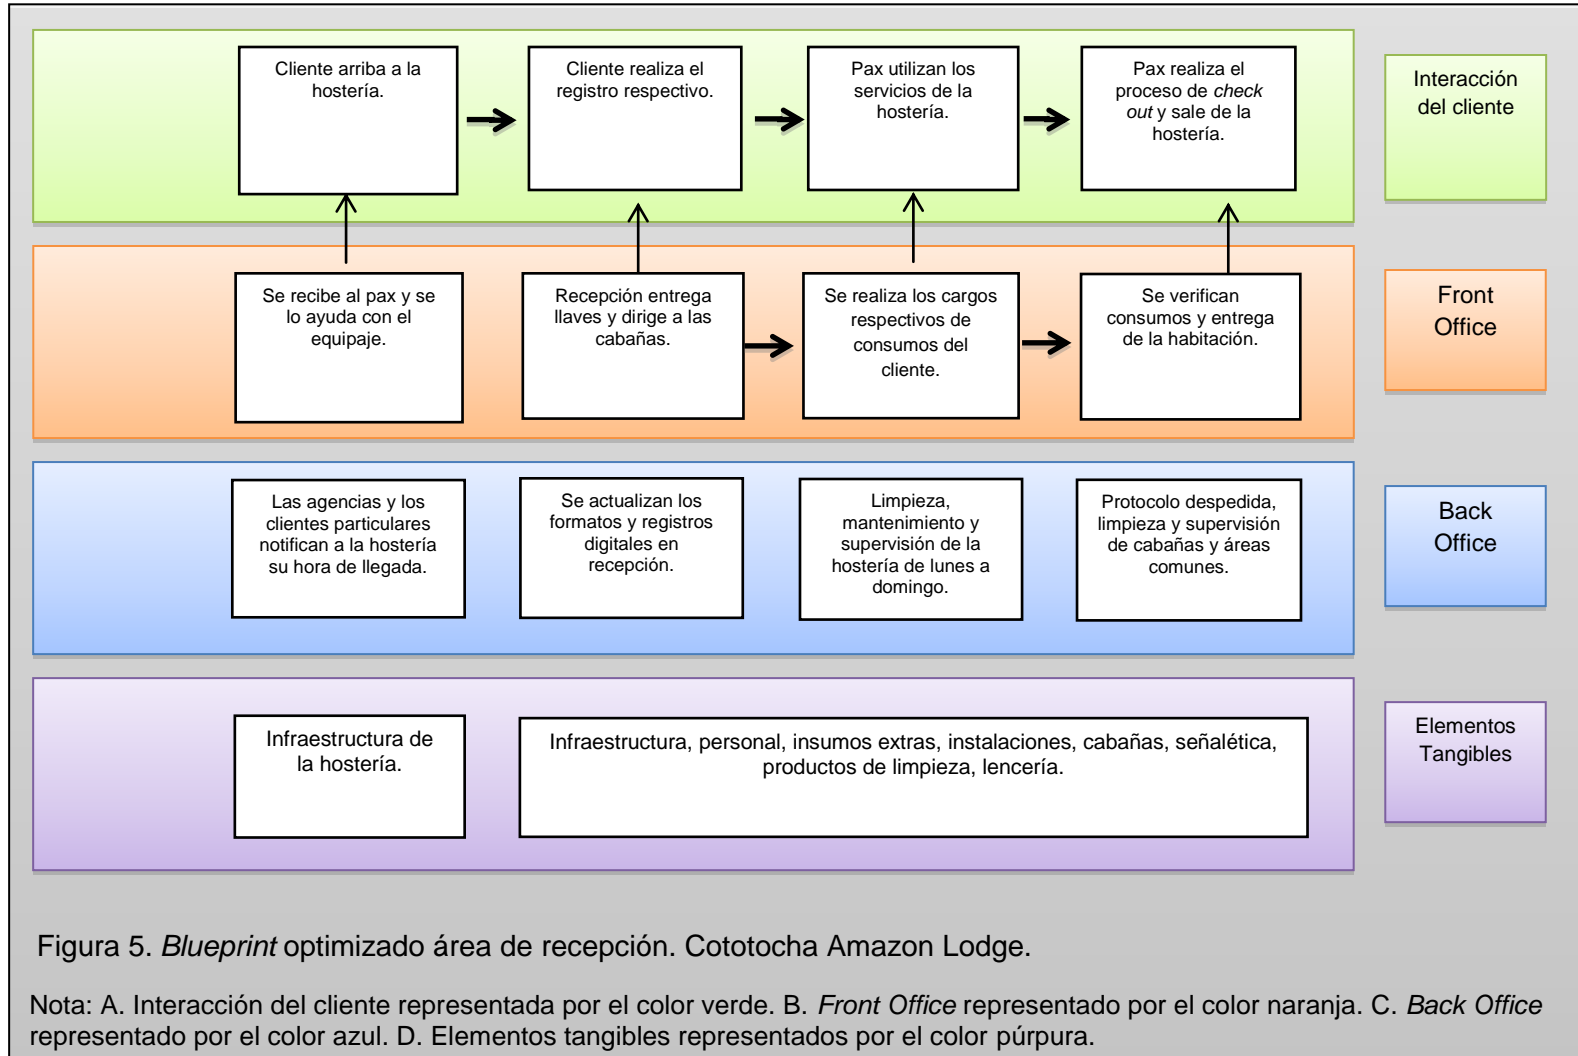 Cliente arriba a la
hostería.
Cliente realiza el
registro respectivo.
Pax utilizan los
servicios de la
hostería.
Pax realiza el
proceso de check
out y sale de la
hostería.
Interacción
del cliente
Se recibe al pax y se
lo ayuda con el
equipaje.
Recepción entrega
llaves y dirige a las
cabañas.
Se realiza los cargos
respectivos de
consumos del
cliente.
Se verifican
consumos y entrega
de la habitación.
Front
Office
Las agencias y los
clientes particulares
notifican a la hostería
su hora de llegada.
Se actualizan los
formatos y registros
digitales en
recepción.
Limpieza,
mantenimiento y
supervisión de la
hostería de lunes a
domingo.
Protocolo despedida,
limpieza y supervisión
de cabañas y áreas
comunes.
Back
Office
Infraestructura de
la hostería.
Infraestructura, personal, insumos extras, instalaciones, cabañas, señalética,
productos de limpieza, lencería.
Elementos
Tangibles
Figura 5. Blueprint optimizado área de recepción. Cototocha Amazon Lodge.
Nota: A. Interacción del cliente representada por el color verde. B. Front Office representado por el color naranja. C. Back Office
representado por el color azul. D. Elementos tangibles representados por el color púrpura.